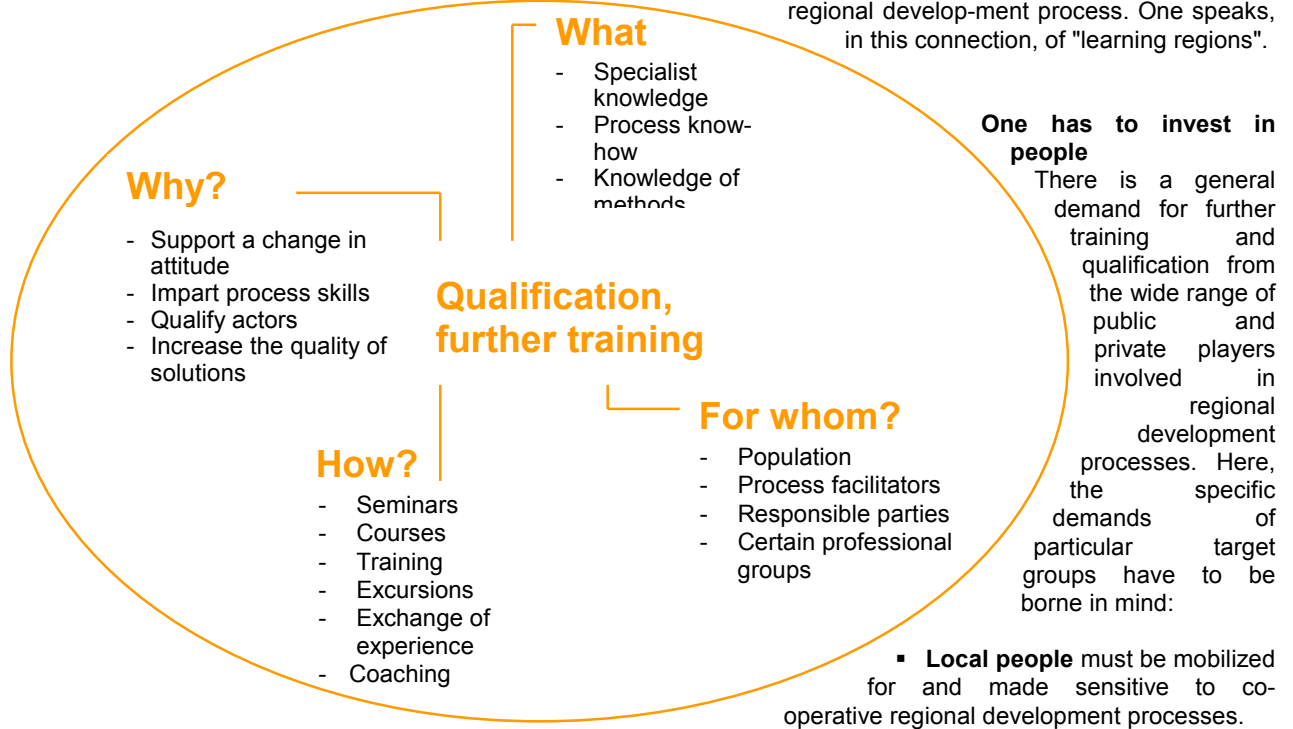 regional develop-ment process. One speaks,
in this connection, of "learning regions".
What
- Specialist
knowledge
- Process know-
how
- Knowledge of
methods
Why?
- Support a change in
attitude
- Impart process skills
- Qualify actors
- Increase the quality of
solutions
Qualification,
further training
For whom?
- Population
- Process facilitators
- Responsible parties
- Certain professional
groups
How?
- Seminars
- Courses
- Training
- Excursions
- Exchange of
experience
- Coaching
One has to invest in
people
There is a general
demand for further
training and
qualification from
the wide range of
public and
private players
involved in
regional
development
processes. Here,
the specific
demands of
particular target
groups have to be
borne in mind:
▪ Local people must be mobilized
for and made sensitive to co-
operative regional development processes.